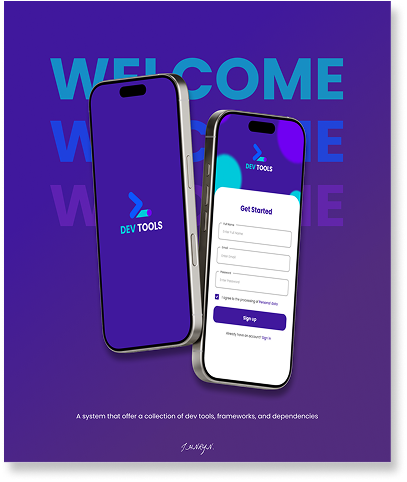 WELCOME
WELCOME
WELCOME
DEV TOOLS
DEV TOOLS
Get Started
Full Name
Enter Full Name
Email
Enter Email
Password
Enter Password
I agree to the processing of Personal data
Sign up
Already have an account? Sign in
A system that offer a collection of dev tools, frameworks, and dependencies